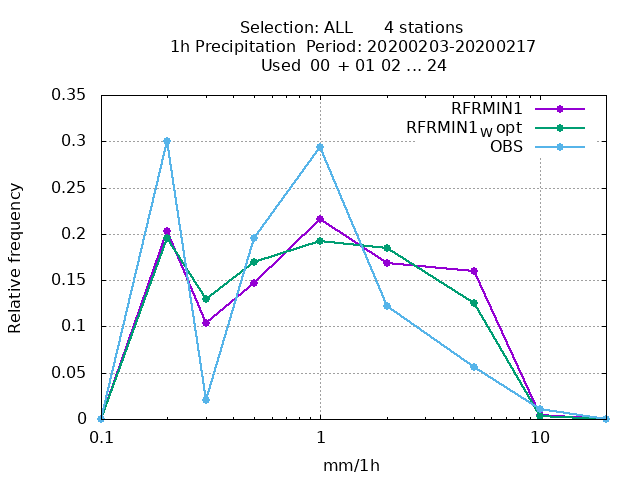 Selection: ALL 4 stations
1h Precipitation Period: 20200203-20200217
Used 00 + 01 02 ... 24
RFRMIN1
RFRMIN1w opt
OBS
0.35
0.3
0.25
0.2
0.15
0.1
0.05
0
Relative frequency
0.1 1 10
mm/1h